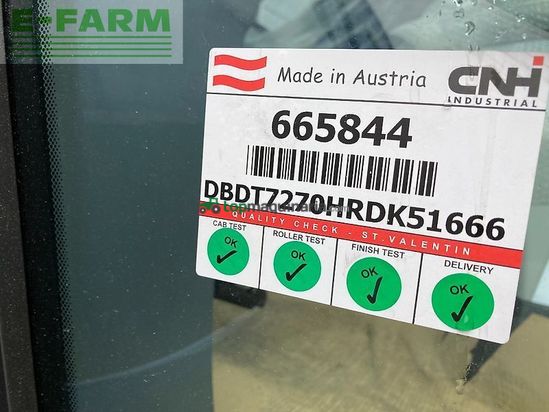 E-FARM
Made in Austria
CNH
INDUSTRIAL
665844
DBDT7270HRDK51666
QUALITY CHECK - ST.VALENTIN
CAB TEST
ROLLER TEST
FINISH TEST
DELIVERY
OK
OK
OK
OK